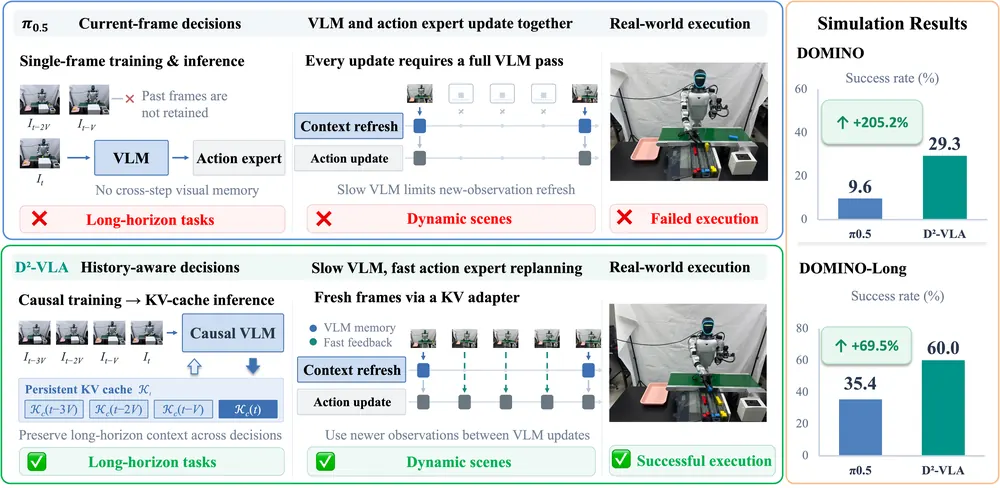 π0.5 Current-frame decisions
VLM and action expert update together
Real-world execution
Single-frame training & inference
Past frames are
not retained
I_{t−2V}
I_{t−V}
I_t
VLM
Action expert
No cross-step visual memory
Long-horizon tasks
Every update requires a full VLM pass
Context refresh
Action update
Slow VLM limits new-observation refresh
Dynamic scenes
Failed execution
D²-VLA History-aware decisions
Slow VLM, fast action expert replanning
Real-world execution
Causal training → KV-cache inference
I_{t−3V}
I_{t−2V}
I_{t−V}
I_t
Causal VLM
Persistent KV cache 𝒦_t
𝒦_c(t−3V)
𝒦_c(t−2V)
𝒦_c(t−V)
𝒦_c(t)
Preserve long-horizon context across decisions
Long-horizon tasks
Fresh frames via a KV adapter
VLM memory
Fast feedback
Context refresh
Action update
Use newer observations between VLM updates
Dynamic scenes
Successful execution
Simulation Results
DOMINO
Success rate (%)
60
40
20
0
↑ +205.2%
9.6
29.3
π0.5
D²-VLA
DOMINO-Long
Success rate (%)
80
60
40
20
0
↑ +69.5%
35.4
60.0
π0.5
D²-VLA